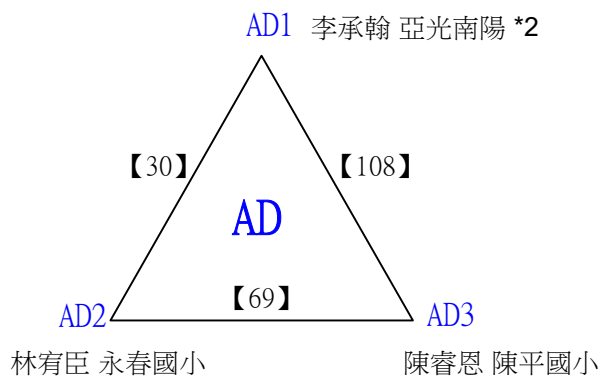 AD1 李承翰 亞光南陽 *2
【30】 【108】
AD
【69】
AD2 AD3
林宥臣 永春國小 陳睿恩 陳平國小